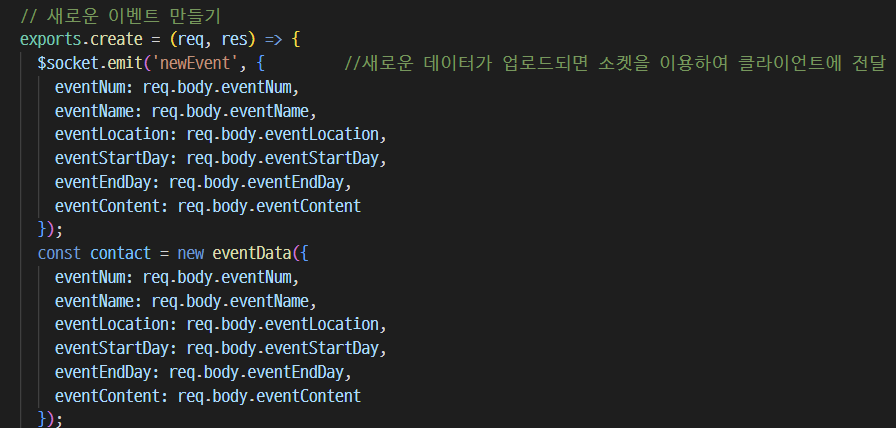 // 새로운 이벤트 만들기
exports.create = (req, res) => {
$socket.emit('newEvent', { //새로운 데이터가 업로드되면 소켓을 이용하여 클라이언트에 전달
eventNum: req.body.eventNum,
eventName: req.body.eventName,
eventLocation: req.body.eventLocation,
eventStartDay: req.body.eventStartDay,
eventEndDay: req.body.eventEndDay,
eventContent: req.body.eventContent
});
const contact = new eventData({
eventNum: req.body.eventNum,
eventName: req.body.eventName,
eventLocation: req.body.eventLocation,
eventStartDay: req.body.eventStartDay,
eventEndDay: req.body.eventEndDay,
eventContent: req.body.eventContent
});